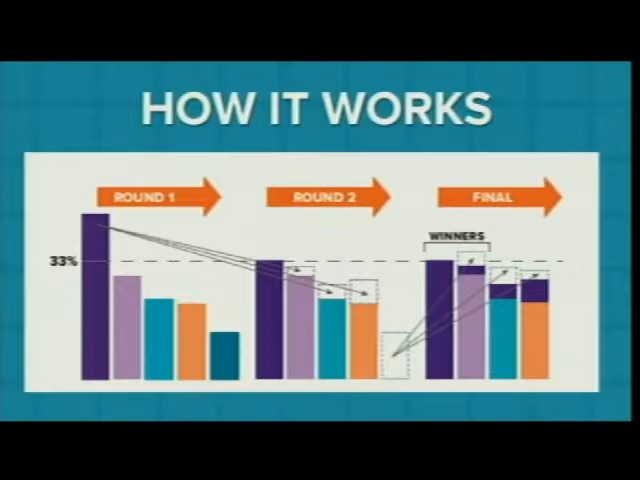 HOW IT WORKS
ROUND 1
ROUND 2
FINAL
WINNERS
33%